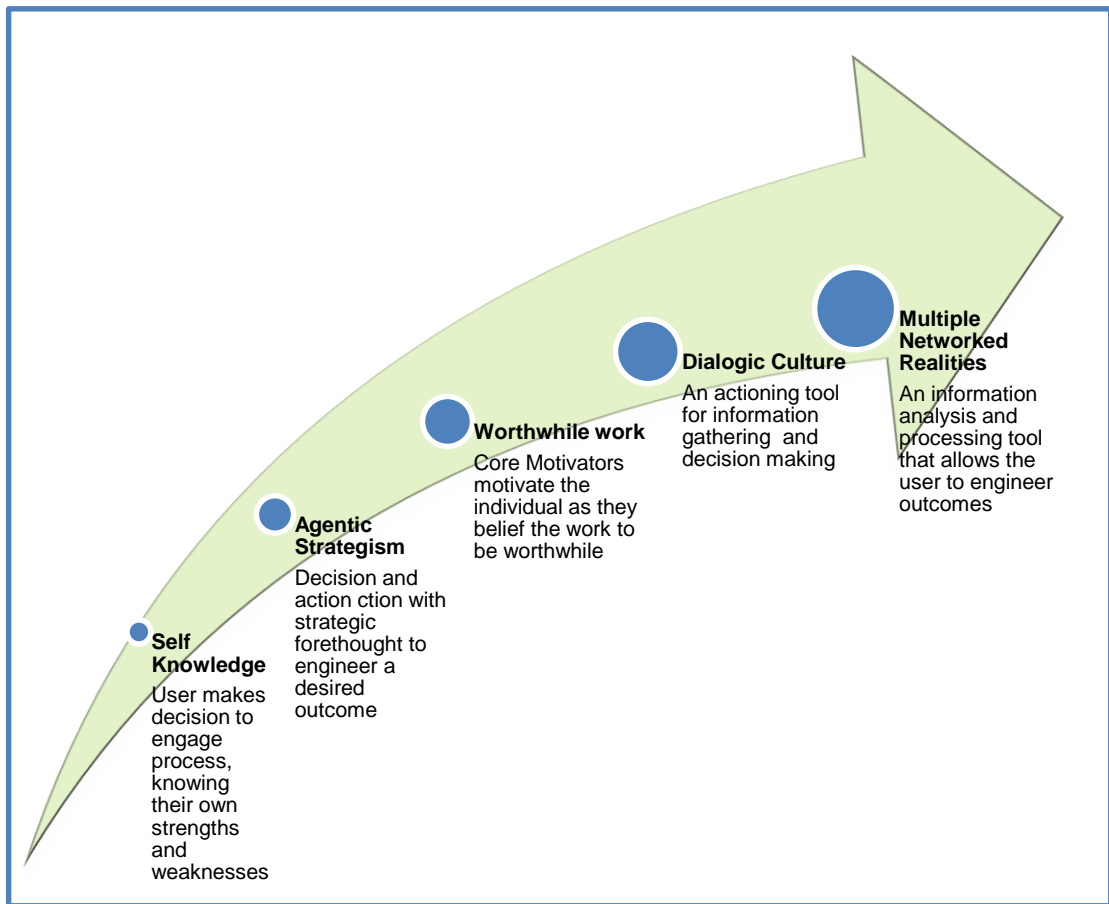 Self
Knowledge
User makes
decision to
engage
process,
knowing
their own
strengths
and
weaknesses
Agentic
Strategism
Decision and
action ction with
strategic
forethought to
engineer a
desired
outcome
Worthwhile work
Core Motivators
motivate the
individual as they
belief the work to
be worthwhile
Dialogic Culture
An actioning tool
for information
gathering and
decision making
Multiple
Networked
Realities
An information
analysis and
processing tool
that allows the
user to engineer
outcomes